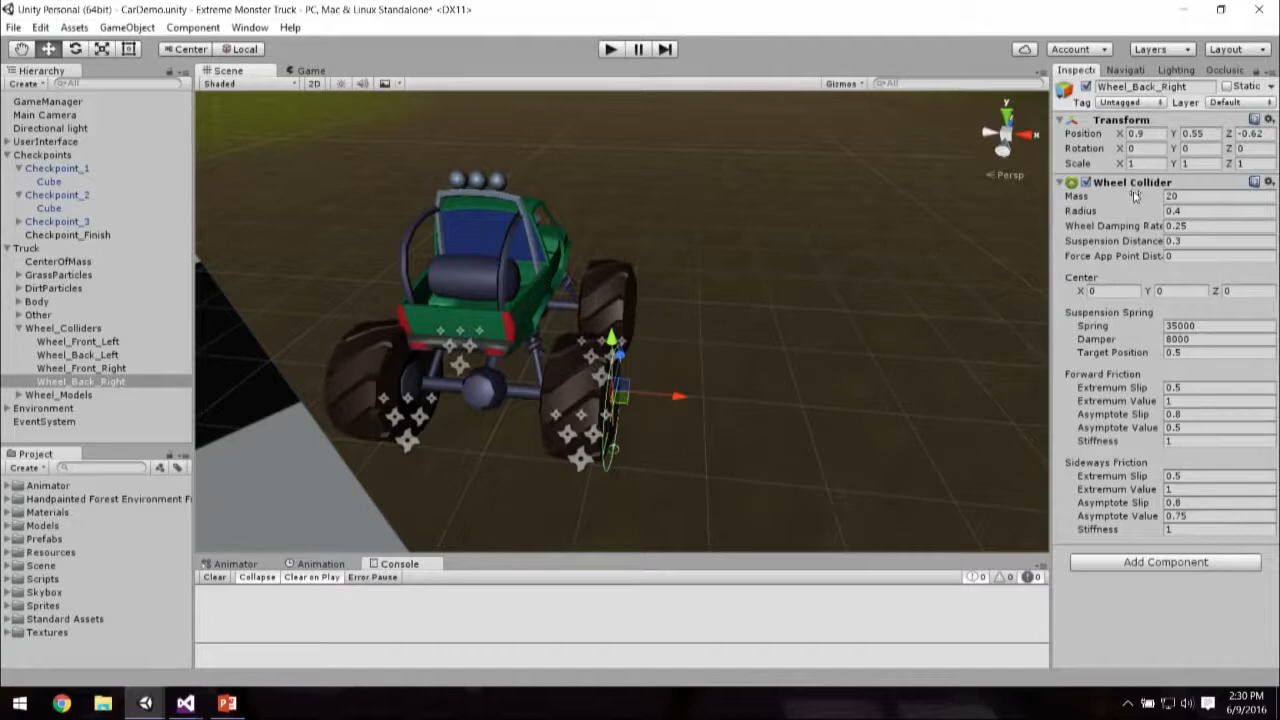 Unity Personal (64bit) - CarDemo.unity - Extreme Monster Truck - PC, Mac & Linux Standalone* <DX11>
File Edit Assets GameObject Component Window Help
Center Local Account Layers Layout
Hierarchy
Create All
GameManager
Main Camera
Directional light
UserInterface
Checkpoints
Checkpoint_1
Cube
Checkpoint_2
Cube
Checkpoint_3
Checkpoint_Finish
Truck
CenterOfMass
GrassParticles
DirtParticles
Body
Other
Wheel_Colliders
Wheel_Front_Left
Wheel_Back_Left
Wheel_Front_Right
Wheel_Back_Right
Wheel_Models
Environment
EventSystem
Project
Create
Animator
Handpainted Forest Environment F
Materials
Models
Prefabs
Resources
Scene
Scripts
Skybox
Sprites
Standard Assets
Textures
Scene Game
Shaded 2D Gizmos All
y
x
Persp
Animator Animation Console
Clear Collapse Clear on Play Error Pause 0 0 0
Inspecti Navigati Lighting Occlusic
Wheel_Back_Right Static
Tag Untagged Layer Default
Transform
Position X 0.9 Y 0.55 Z -0.62
Rotation X 0 Y 0 Z 0
Scale X 1 Y 1 Z 1
Wheel Collider
Mass 20
Radius 0.4
Wheel Damping Rate 0.25
Suspension Distance 0.3
Force App Point Dist 0
Center
X 0 Y 0 Z 0
Suspension Spring
Spring 35000
Damper 8000
Target Position 0.5
Forward Friction
Extremum Slip 0.5
Extremum Value 1
Asymptote Slip 0.8
Asymptote Value 0.5
Stiffness 1
Sideways Friction
Extremum Slip 0.5
Extremum Value 1
Asymptote Slip 0.8
Asymptote Value 0.75
Stiffness 1
Add Component
2:30 PM
6/9/2016